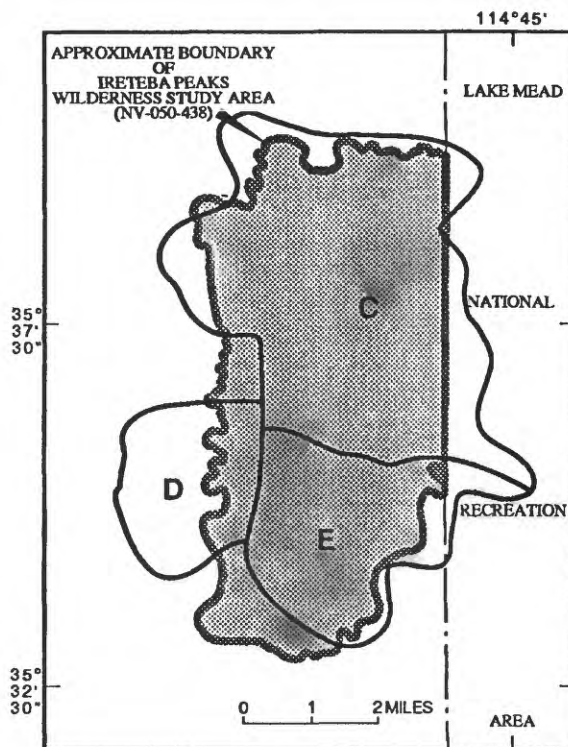 114°45'
APPROXIMATE BOUNDARY
OF
IRETEBA PEAKS
WILDERNESS STUDY AREA
(NV-050-438)
LAKE MEAD
C
NATIONAL
35°
37'
30"
D
RECREATION
E
35°
32'
30"
0 1 2 MILES
AREA